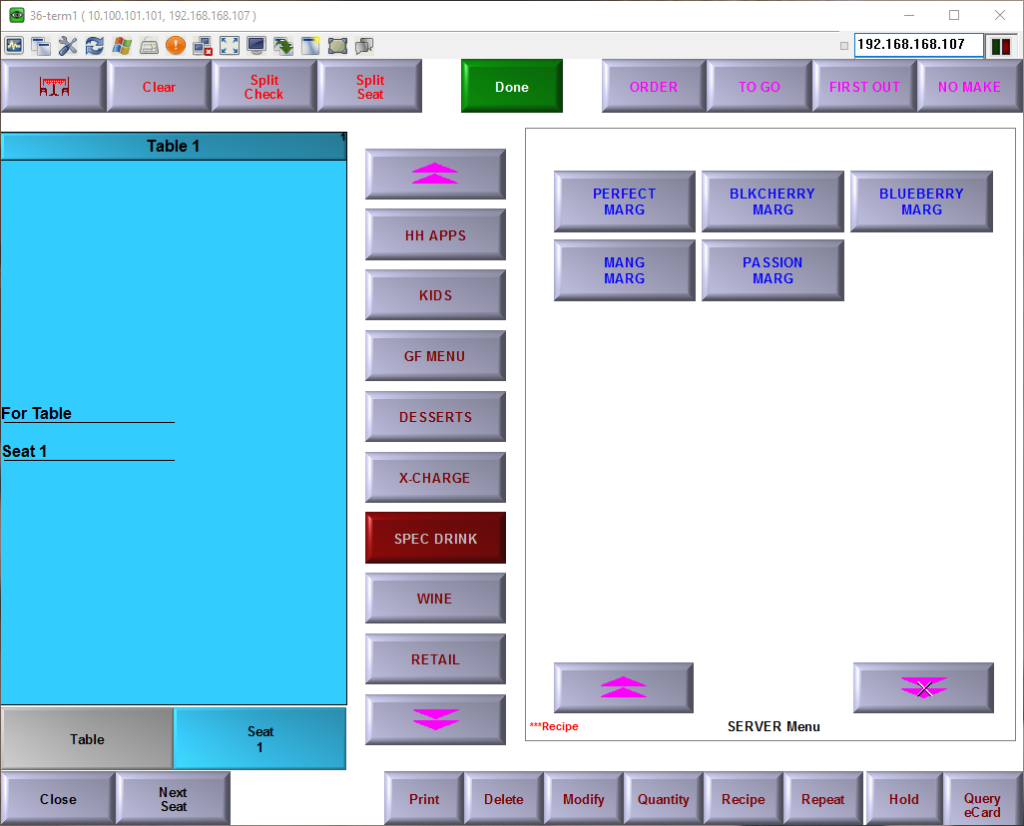 36-term1 ( 10.100.101.101, 192.168.168.107 )
192.168.168.107
Clear
Split
Check
Split
Seat
Done
ORDER
TO GO
FIRST OUT
NO MAKE
Table 1
1
For Table
Seat 1
HH APPS
KIDS
GF MENU
DESSERTS
X-CHARGE
SPEC DRINK
WINE
RETAIL
PERFECT
MARG
BLKCHERRY
MARG
BLUEBERRY
MARG
MANG
MARG
PASSION
MARG
***Recipe
SERVER Menu
Table
Seat
1
Close
Next
Seat
Print
Delete
Modify
Quantity
Recipe
Repeat
Hold
Query
eCard